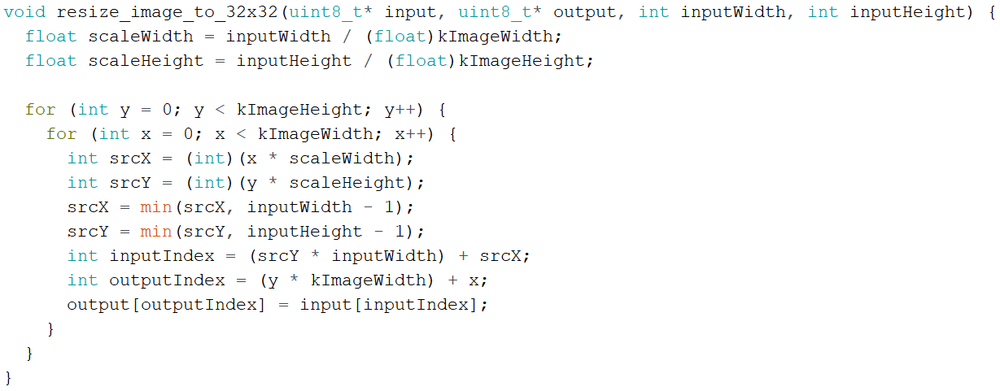 void resize_image_to_32x32(uint8_t* input, uint8_t* output, int inputWidth, int inputHeight) {
  float scaleWidth = inputWidth / (float)kImageWidth;
  float scaleHeight = inputHeight / (float)kImageHeight;

  for (int y = 0; y < kImageHeight; y++) {
    for (int x = 0; x < kImageWidth; x++) {
      int srcX = (int)(x * scaleWidth);
      int srcY = (int)(y * scaleHeight);
      srcX = min(srcX, inputWidth - 1);
      srcY = min(srcY, inputHeight - 1);
      int inputIndex = (srcY * inputWidth) + srcX;
      int outputIndex = (y * kImageWidth) + x;
      output[outputIndex] = input[inputIndex];
    }
  }
}